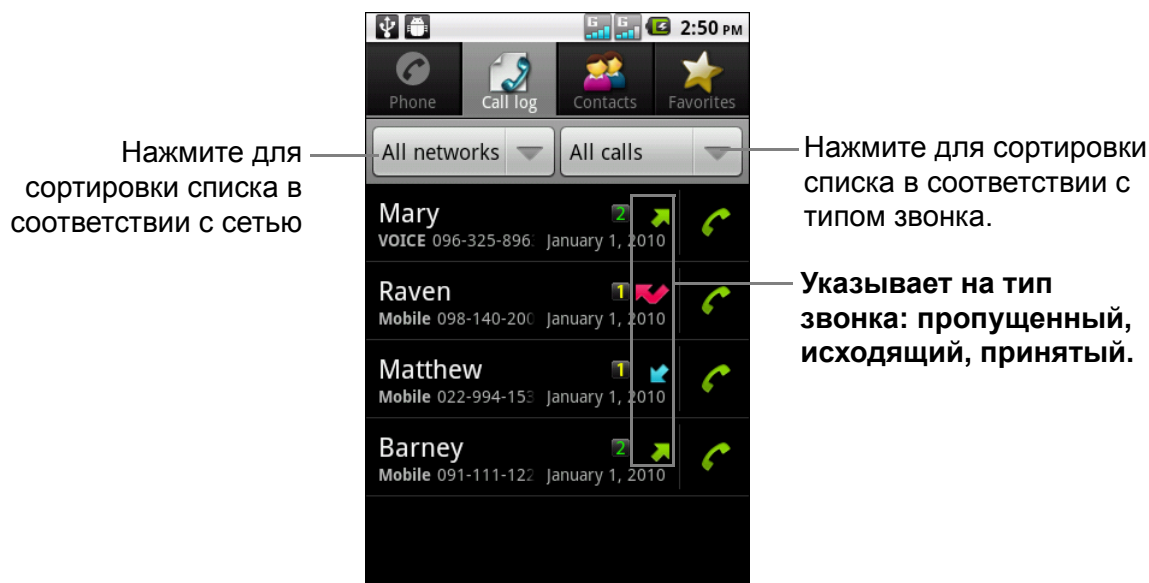 2:50 PM
Phone
Call log
Contacts
Favorites
Нажмите для
сортировки списка в
соответствии с сетью
All networks
All calls
Нажмите для сортировки
списка в соответствии с
типом звонка.
Mary
2
VOICE 096-325-896 January 1, 2010
Raven
1
Mobile 098-140-200 January 1, 2010
Указывает на тип
звонка: пропущенный,
исходящий, принятый.
Matthew
1
Mobile 022-994-153 January 1, 2010
Barney
2
Mobile 091-111-122 January 1, 2010